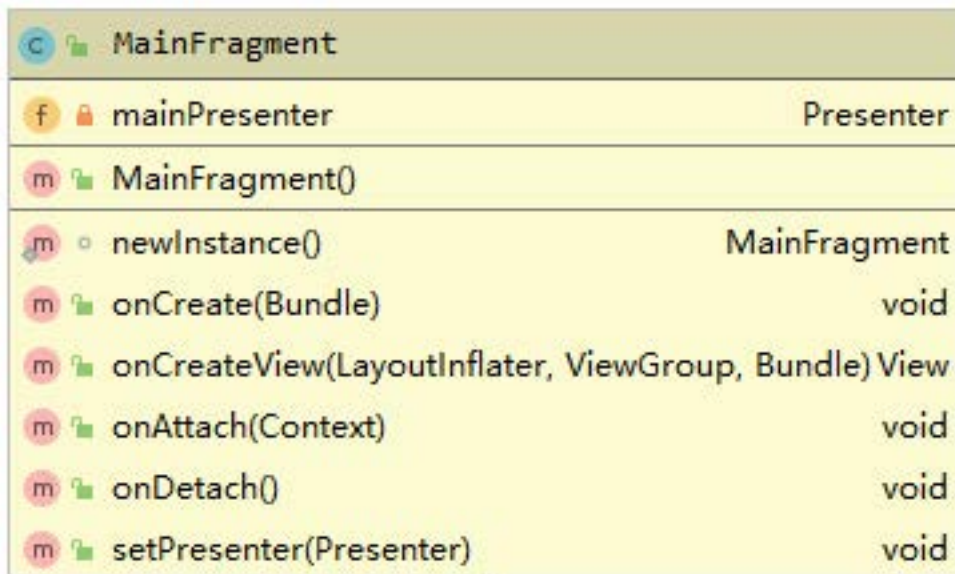 C MainFragment
f mainPresenter Presenter
m MainFragment()
m newInstance() MainFragment
m onCreate(Bundle) void
m onCreateView(LayoutInflater, ViewGroup, Bundle) View
m onAttach(Context) void
m onDetach() void
m setPresenter(Presenter) void